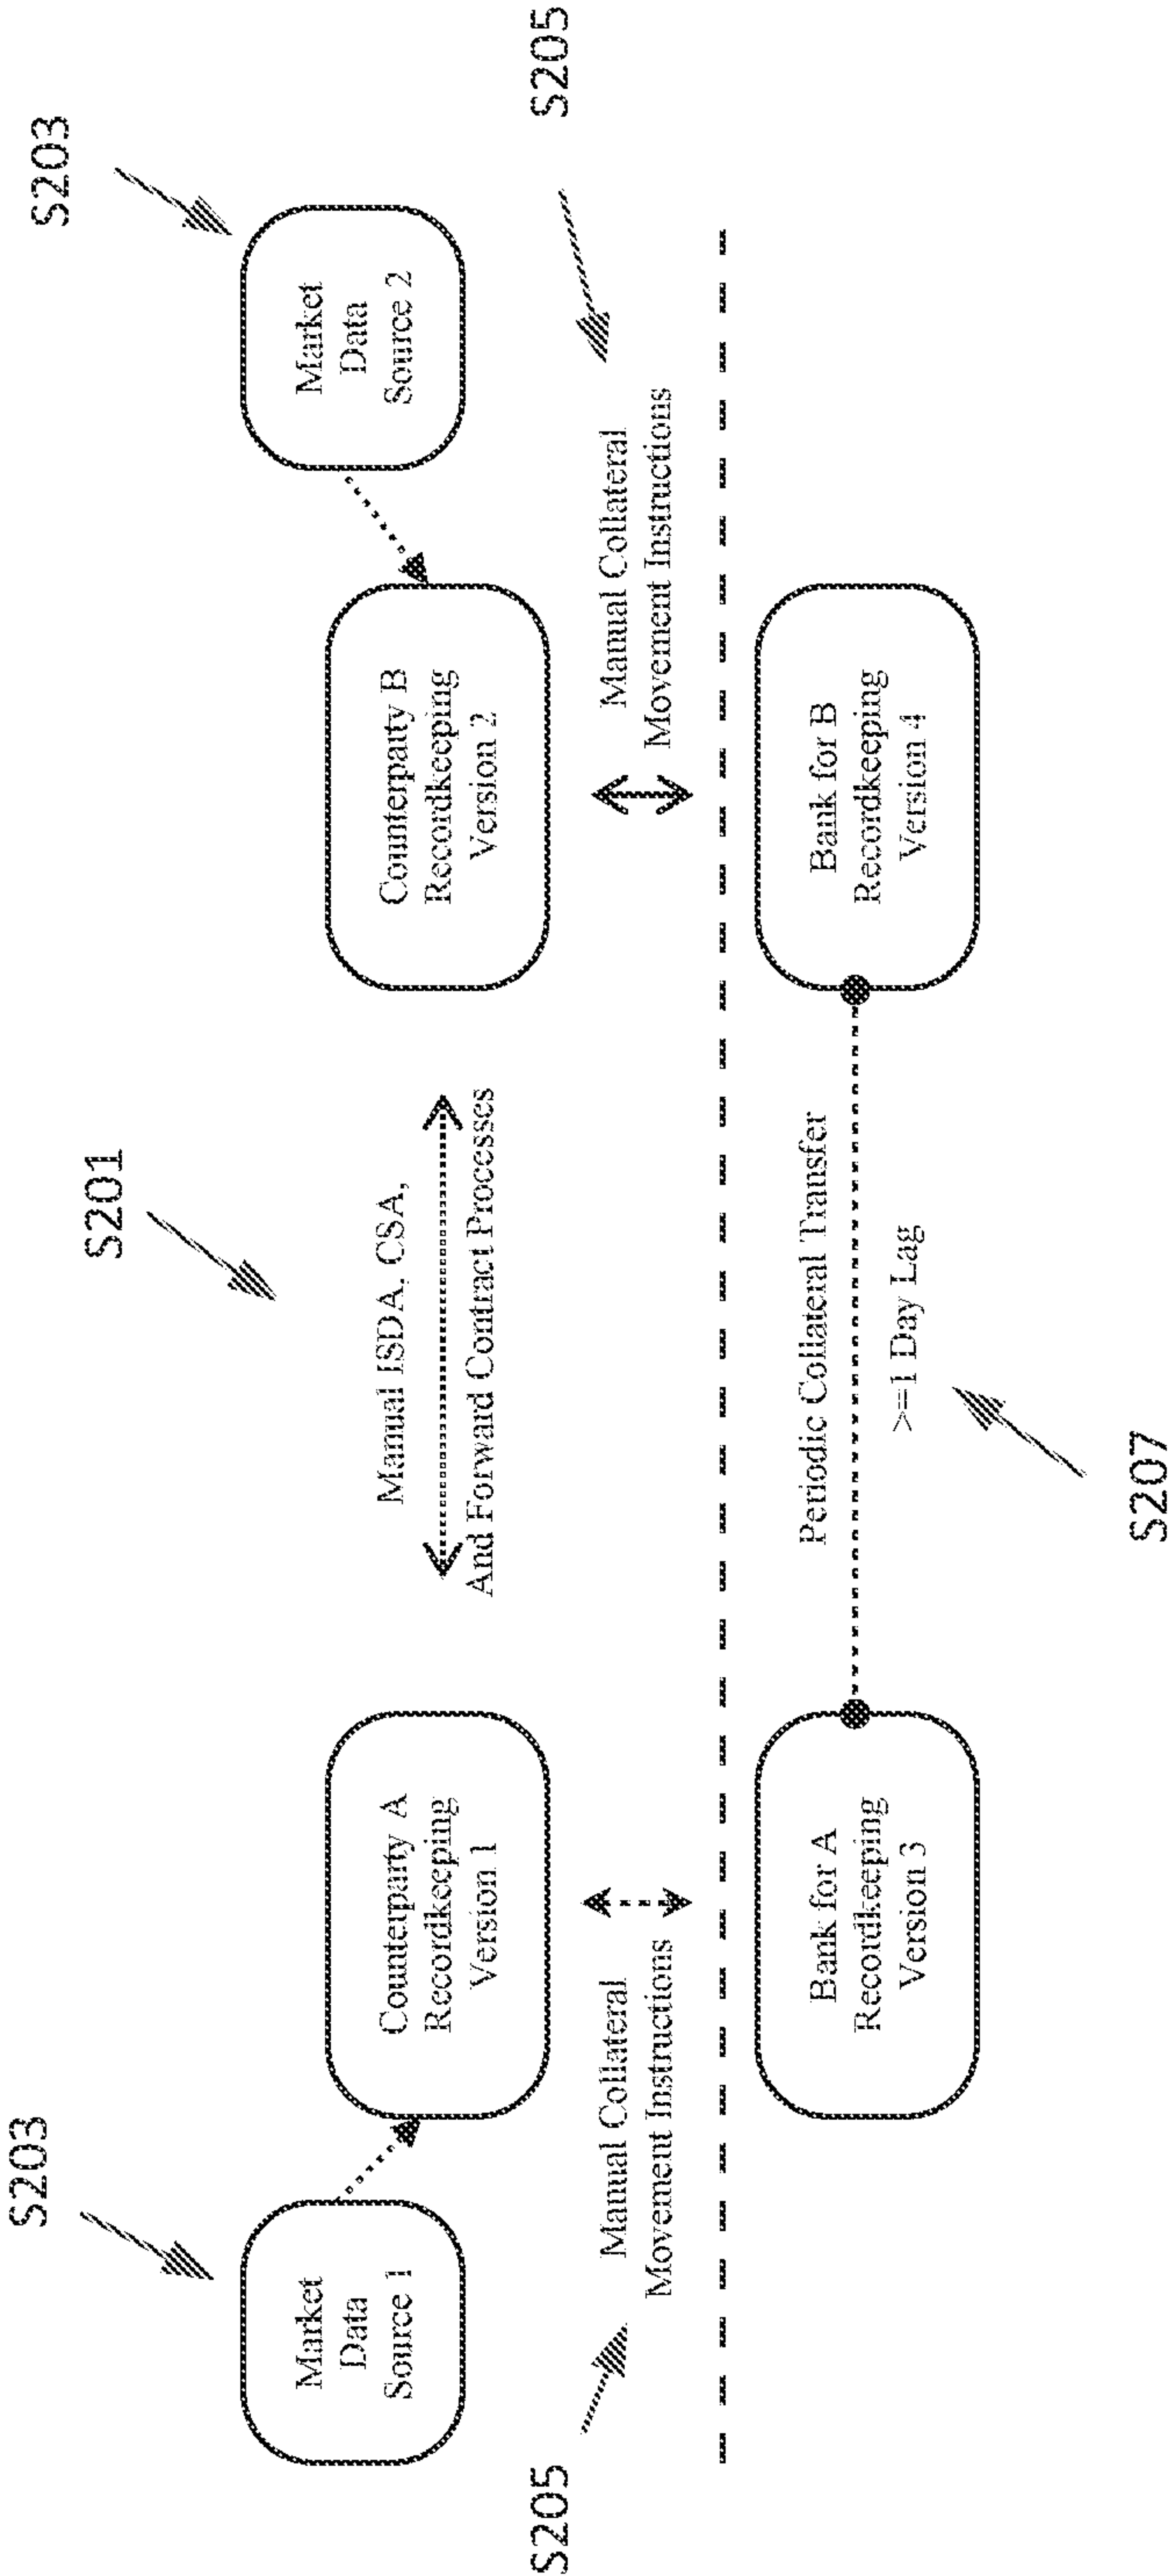 S203
S201
S203
Market
Data
Source 1
Counterparty A
Recordkeeping
Version 1
Manual ISDA, CSA,
And Forward Contract Processes
Counterparty B
Recordkeeping
Version 2
Market
Data
Source 2
S205
Manual Collateral
Movement Instructions
Manual Collateral
Movement Instructions
S205
Bank for A
Recordkeeping
Version 3
Periodic Collateral Transfer
>=1 Day Lag
Bank for B
Recordkeeping
Version 4
S207